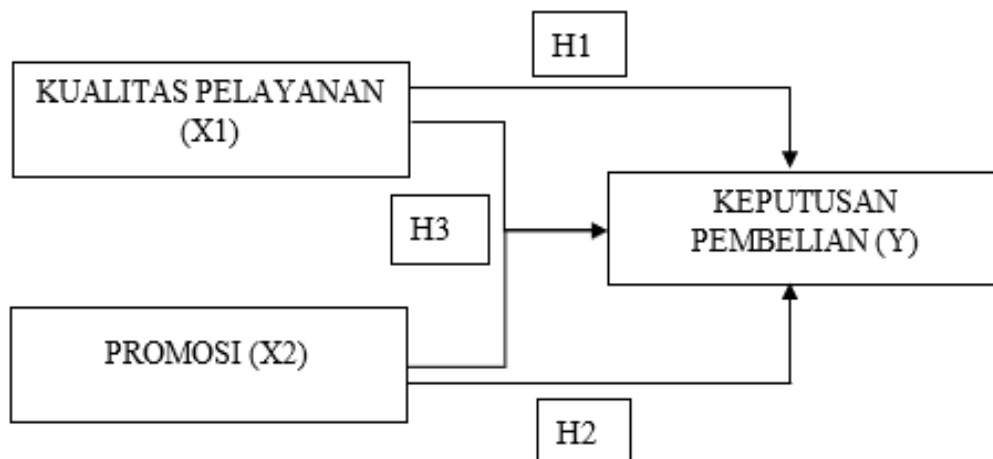 H1
KUALITAS PELAYANAN
(X1)
KEPUTUSAN
PEMBELIAN (Y)
H3
PROMOSI (X2)
H2